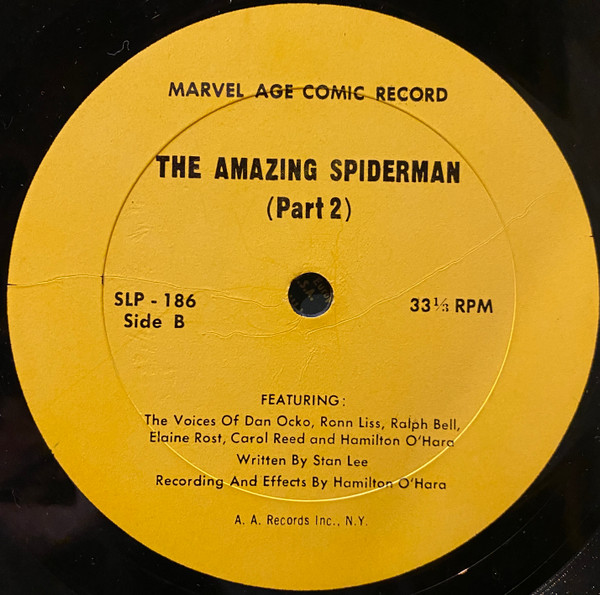 MARVEL AGE COMIC RECORD
THE AMAZING SPIDERMAN
(Part 2)
SLP - 186
Side B
33⅓ RPM
FEATURING:
The Voices Of Dan Ocko, Ronn Liss, Ralph Bell,
Elaine Rost, Carol Reed and Hamilton O'Hara
Written By Stan Lee
Recording And Effects By Hamilton O'Hara
A. A. Records Inc., N.Y.